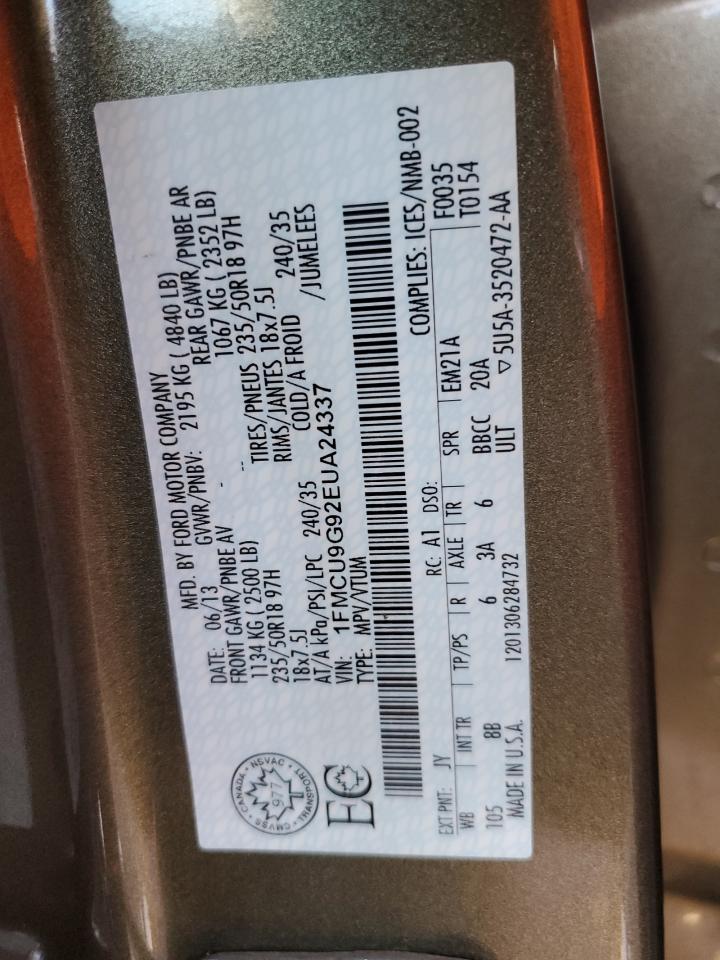 MFD. BY FORD MOTOR COMPANY
DATE: 06/13 GVWR/PNBV: 2195 KG ( 4840 LB)
FRONT GAWR/PNBE AV - REAR GAWR/PNBE AR
1134 KG ( 2500 LB) -- 1067 KG ( 2352 LB)
235/50R18 97H TIRES/PNEUS 235/50R18 97H
18x7.5J RIMS/JANTES 18x7.5J
AT/A kPa/PSI/LPC 240/35 COLD/A FROID 240/35
VIN: 1FMCU9G92EUA24337 /JUMELEES
TYPE: MPV/VTUM
CANADA · NSVAC · TRANSPORT · CMVSS
977
EC
COMPLIES: ICES/NMB-002
EXT PNT: JY RC: A1 DSO: F0035
WB INT TR TP/PS R AXLE TR SPR EM21A T0154
105 8B 6 3A 6 BBCC 20A
MADE IN U.S.A. 1201306284732 ULT ▽5U5A-3520472-AA